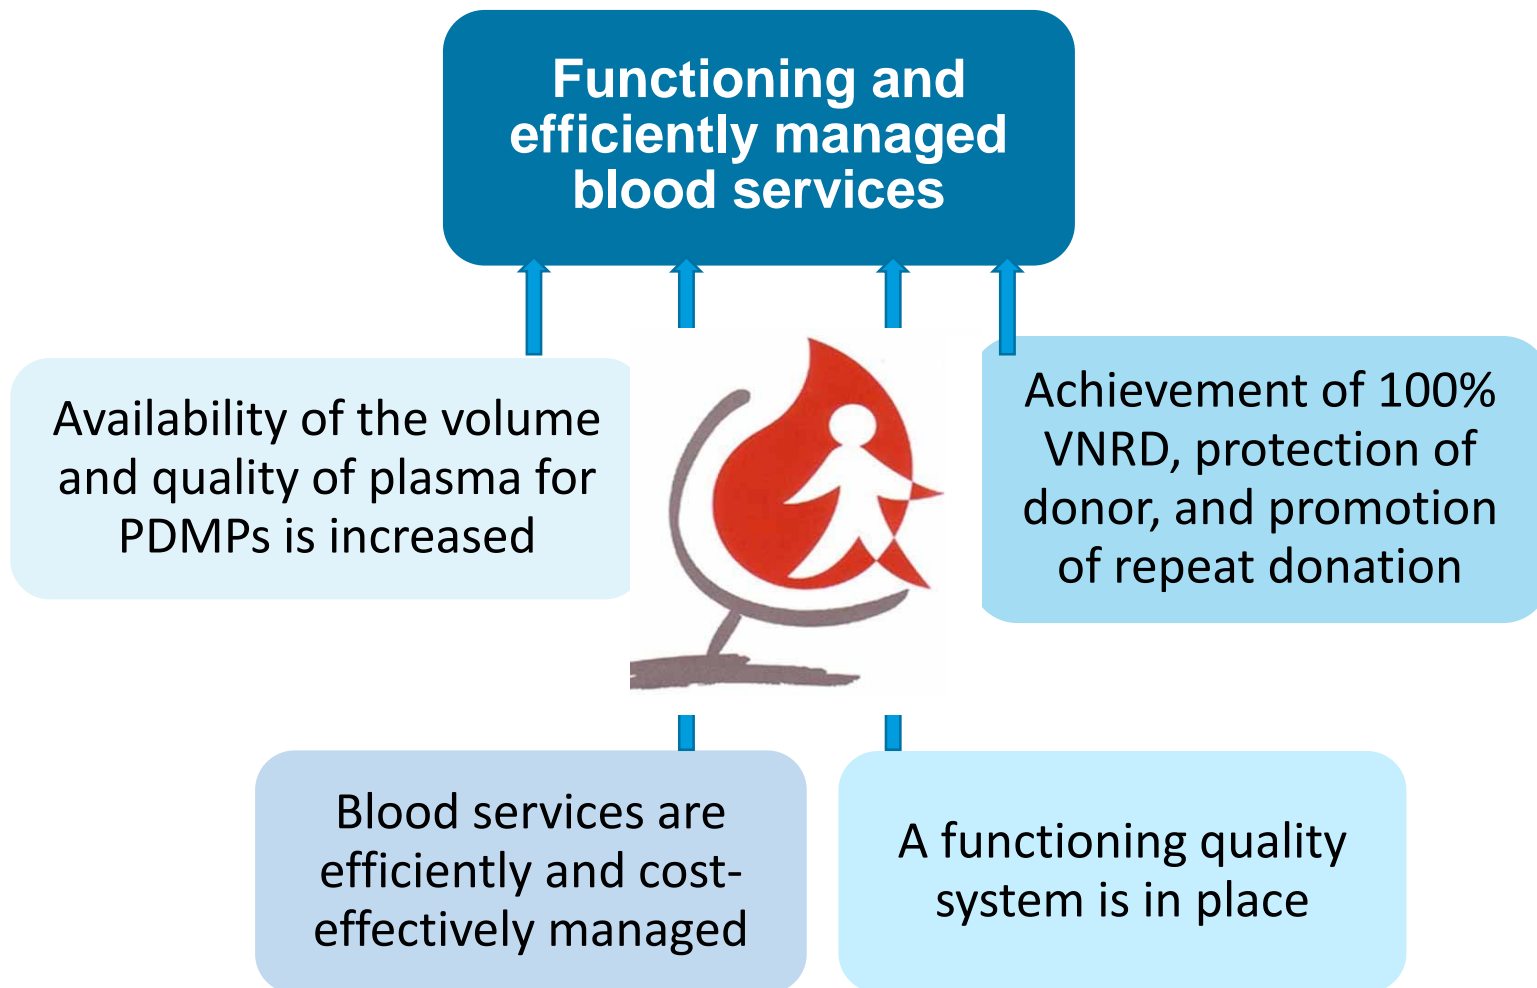 Functioning and
efficiently managed
blood services
Availability of the volume
and quality of plasma for
PDMPs is increased
Achievement of 100%
VNRD, protection of
donor, and promotion
of repeat donation
Blood services are
efficiently and cost-
effectively managed
A functioning quality
system is in place